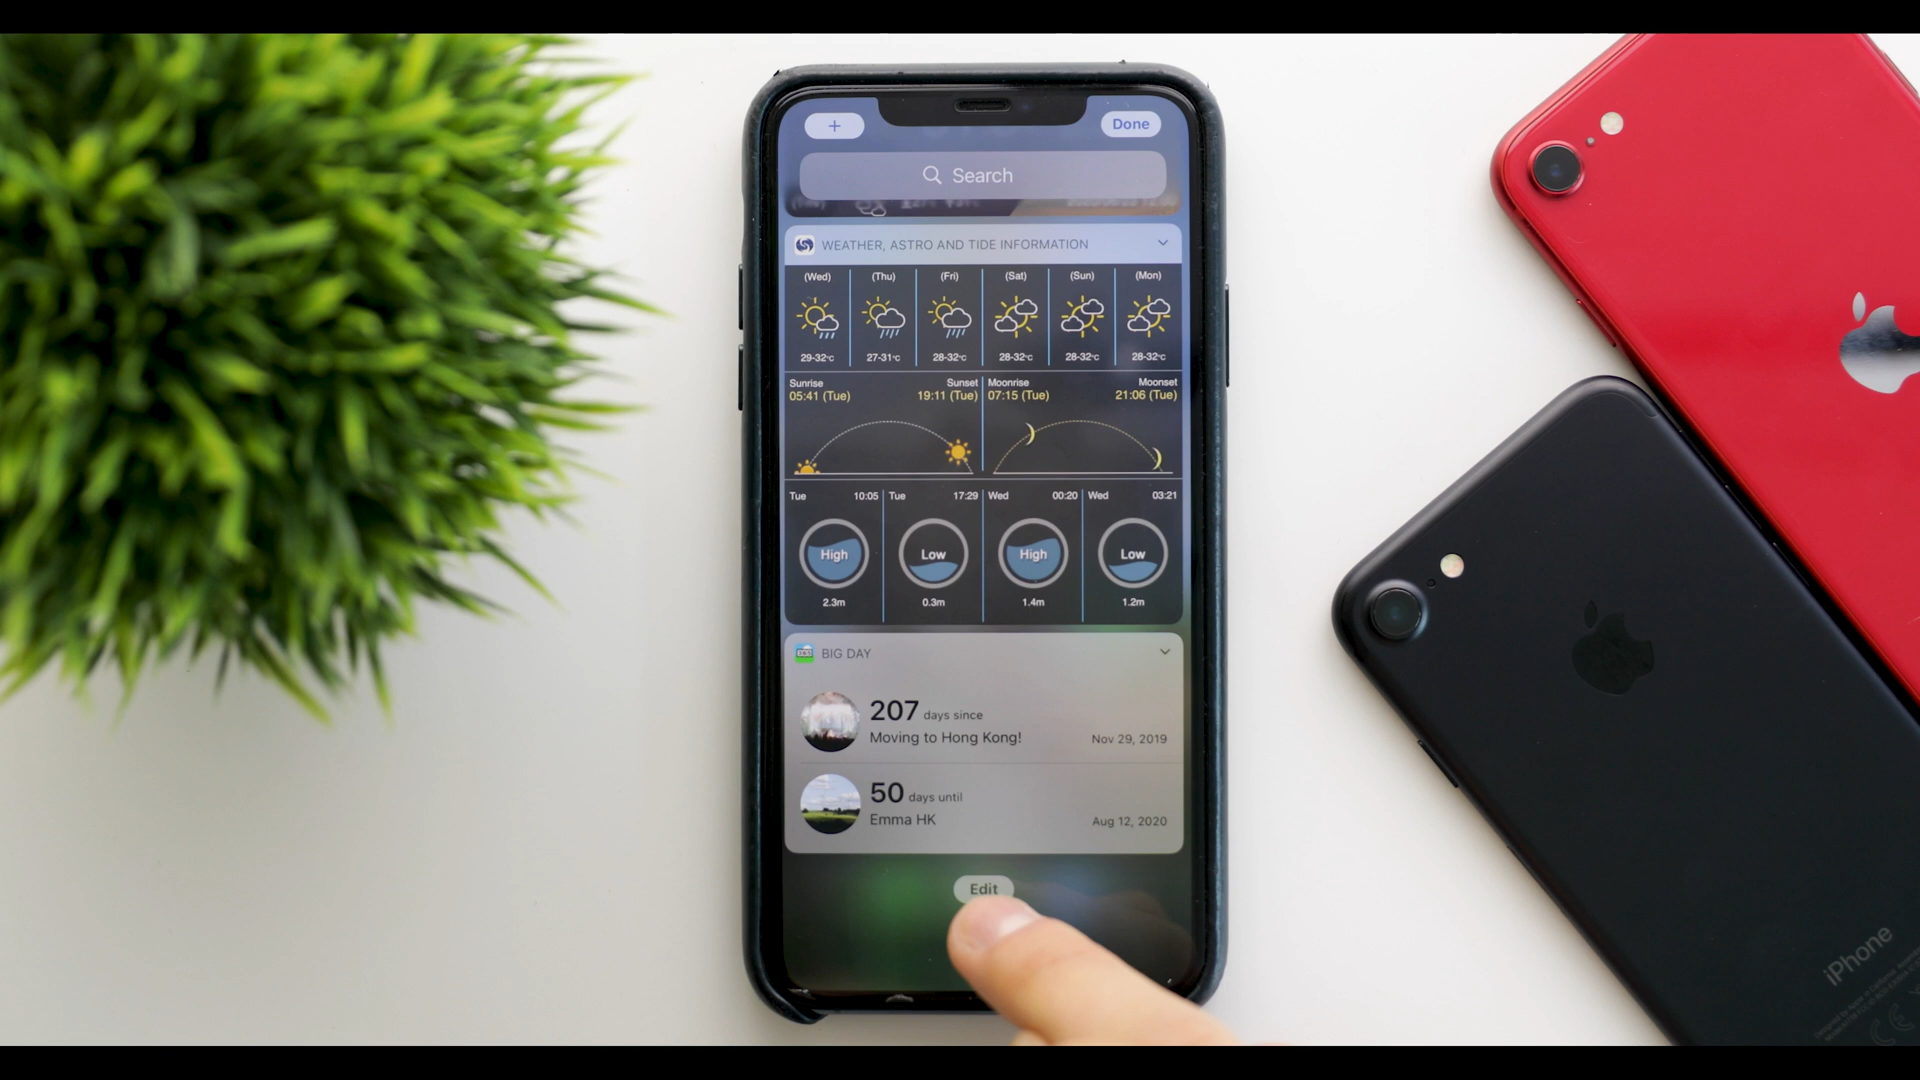 + Done
Search
WEATHER, ASTRO AND TIDE INFORMATION
(Wed) (Thu) (Fri) (Sat) (Sun) (Mon)
29-32°C 27-31°C 28-32°C 28-32°C 28-32°C 28-32°C
Sunrise Sunset Moonrise Moonset
05:41 (Tue) 19:11 (Tue) 07:15 (Tue) 21:06 (Tue)
Tue 10:05 Tue 17:29 Wed 00:20 Wed 03:21
High Low High Low
2.3m 0.3m 1.4m 1.2m
BIG DAY
207 days since
Moving to Hong Kong! Nov 29, 2019
50 days until
Emma HK Aug 12, 2020
Edit
iPhone